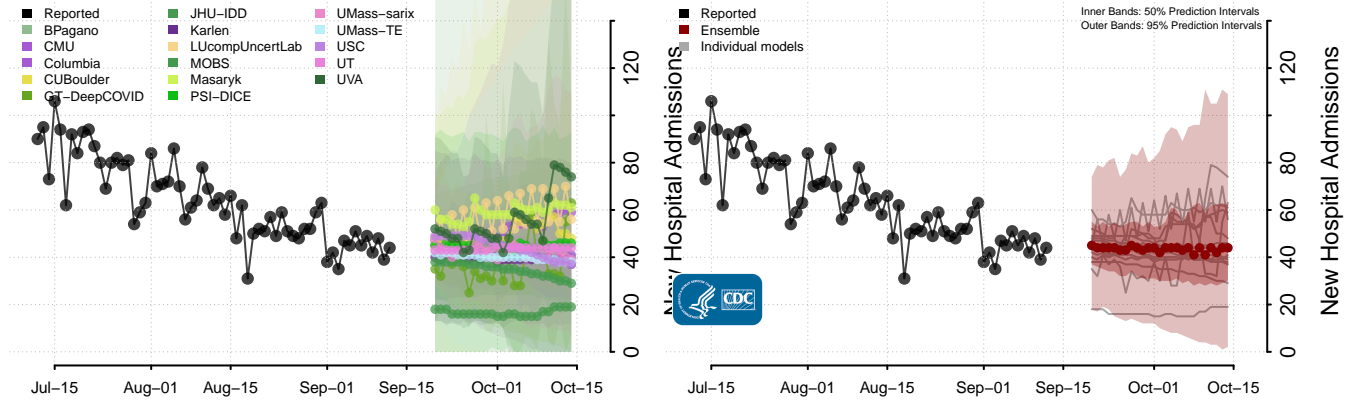 Reported
BPagano
CMU
Columbia
CUBoulder
GT−DeepCOVID
JHU−IDD
Karlen
LUcompUncertLab
MOBS
Masaryk
PSI−DICE
UMass−sarix
UMass−TE
USC
UT
UVA
0
20
40
60
80
120
New Hospital Admissions
Jul−15
Aug−01
Aug−15
Sep−01
Sep−15
Oct−01
Oct−15
Reported
Ensemble
Individual models
Inner Bands: 50% Prediction Intervals
Outer Bands: 95% Prediction Intervals
CDC
0
20
40
60
80
120
New Hospital Admissions
Jul−15
Aug−01
Aug−15
Sep−01
Sep−15
Oct−01
Oct−15